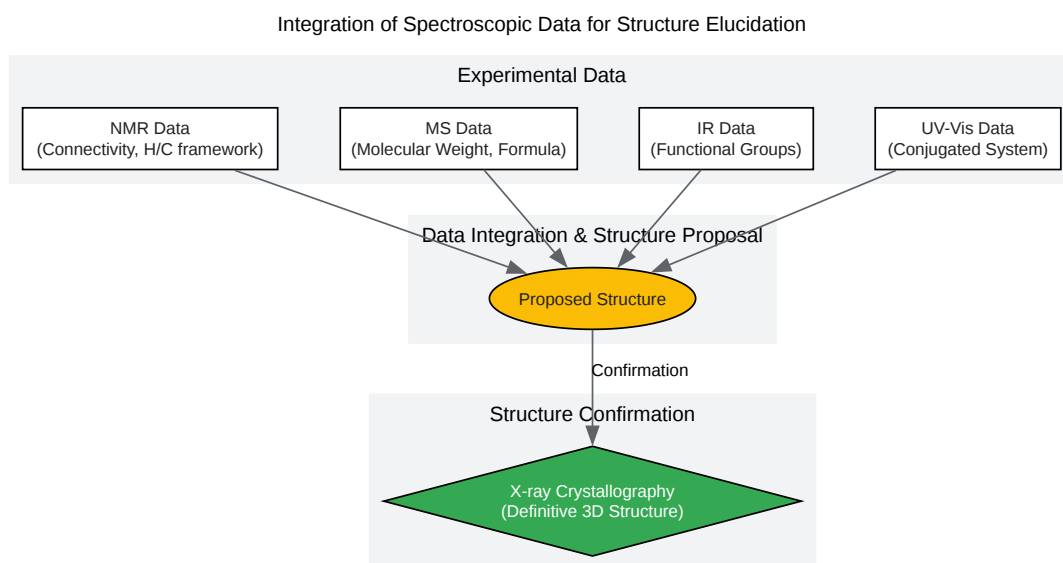 Integration of Spectroscopic Data for Structure Elucidation
Experimental Data
NMR Data
(Connectivity, H/C framework)
MS Data
(Molecular Weight, Formula)
IR Data
(Functional Groups)
UV-Vis Data
(Conjugated System)
Data Integration & Structure Proposal
Proposed Structure
Confirmation
Structure Confirmation
X-ray Crystallography
(Definitive 3D Structure)